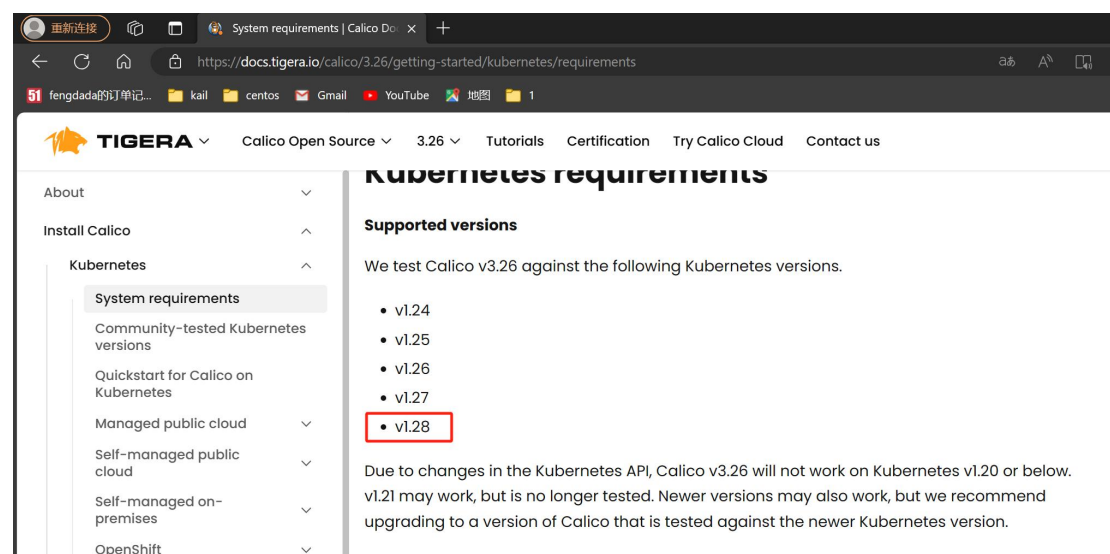 重新连接
System requirements | Calico Do
https://docs.tigera.io/calico/3.26/getting-started/kubernetes/requirements
51 fengdada的订单记... kail centos Gmail YouTube 地图 1
TIGERA Calico Open Source 3.26 Tutorials Certification Try Calico Cloud Contact us
Kubernetes requirements
About
Supported versions
Install Calico
Kubernetes
We test Calico v3.26 against the following Kubernetes versions.
System requirements
Community-tested Kubernetes
versions
Quickstart for Calico on
Kubernetes
Managed public cloud
Self-managed public
cloud
Self-managed on-
premises
OpenShift
• v1.24
• v1.25
• v1.26
• v1.27
• v1.28
Due to changes in the Kubernetes API, Calico v3.26 will not work on Kubernetes v1.20 or below.
v1.21 may work, but is no longer tested. Newer versions may also work, but we recommend
upgrading to a version of Calico that is tested against the newer Kubernetes version.